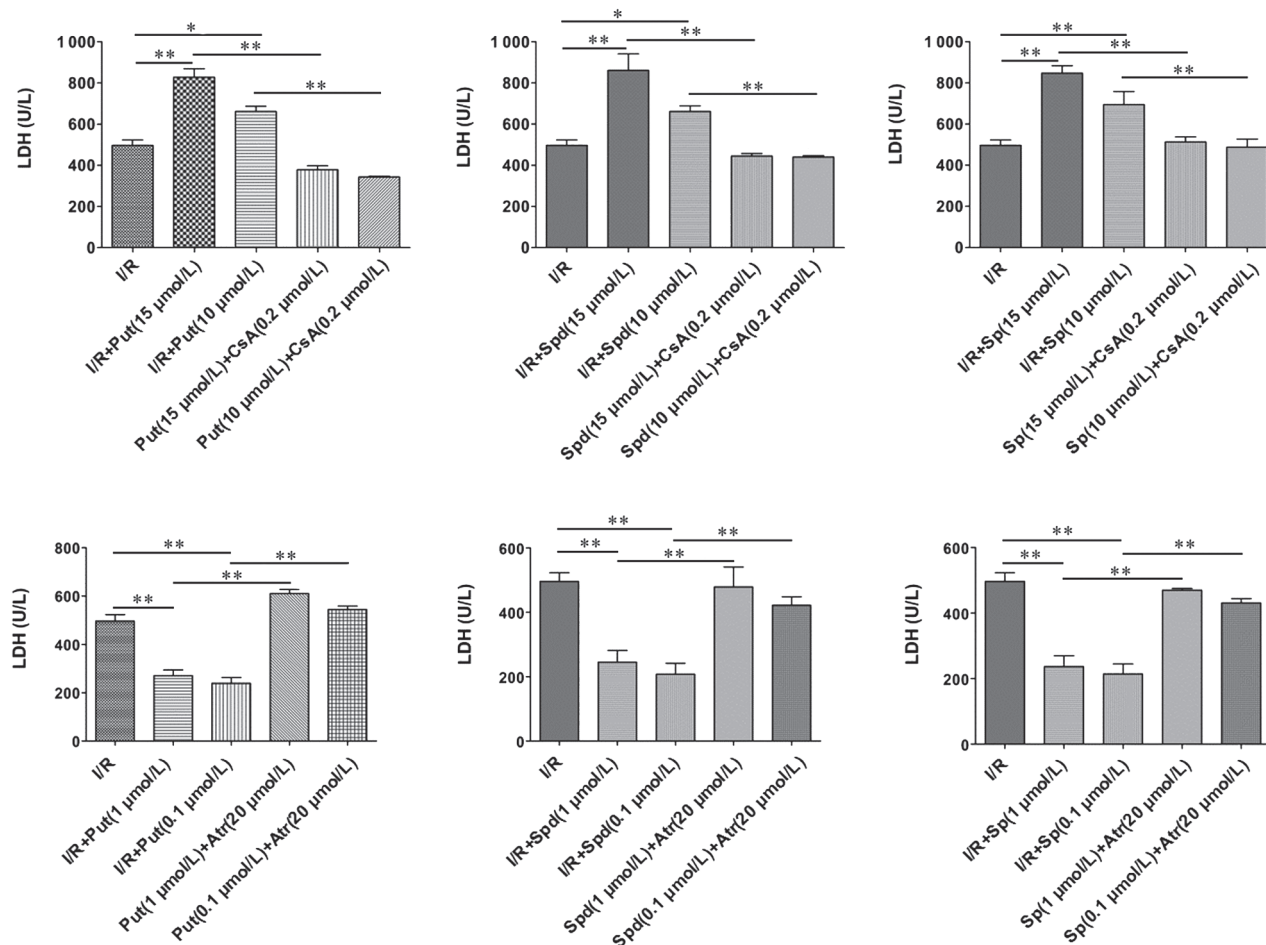 *
**
**
**
1 000
800
600
400
200
0
LDH (U/L)
I/R
I/R+Put(15 μmol/L)
I/R+Put(10 μmol/L)
Put(15 μmol/L)+CsA(0.2 μmol/L)
Put(10 μmol/L)+CsA(0.2 μmol/L)
*
**
**
**
1 000
800
600
400
200
0
LDH (U/L)
I/R
I/R+Spd(15 μmol/L)
I/R+Spd(10 μmol/L)
Spd(15 μmol/L)+CsA(0.2 μmol/L)
Spd(10 μmol/L)+CsA(0.2 μmol/L)
**
**
**
**
1 000
800
600
400
200
0
LDH (U/L)
I/R
I/R+Sp(15 μmol/L)
I/R+Sp(10 μmol/L)
Sp(15 μmol/L)+CsA(0.2 μmol/L)
Sp(10 μmol/L)+CsA(0.2 μmol/L)
**
**
**
**
800
600
400
200
0
LDH (U/L)
I/R
I/R+Put(1 μmol/L)
I/R+Put(0.1 μmol/L)
Put(1 μmol/L)+Atr(20 μmol/L)
Put(0.1 μmol/L)+Atr(20 μmol/L)
**
**
**
**
600
400
200
0
LDH (U/L)
I/R
I/R+Spd(1 μmol/L)
I/R+Spd(0.1 μmol/L)
Spd(1 μmol/L)+Atr(20 μmol/L)
Spd(0.1 μmol/L)+Atr(20 μmol/L)
**
**
**
**
600
400
200
0
LDH (U/L)
I/R
I/R+Sp(1 μmol/L)
I/R+Sp(0.1 μmol/L)
Sp(1 μmol/L)+Atr(20 μmol/L)
Sp(0.1 μmol/L)+Atr(20 μmol/L)